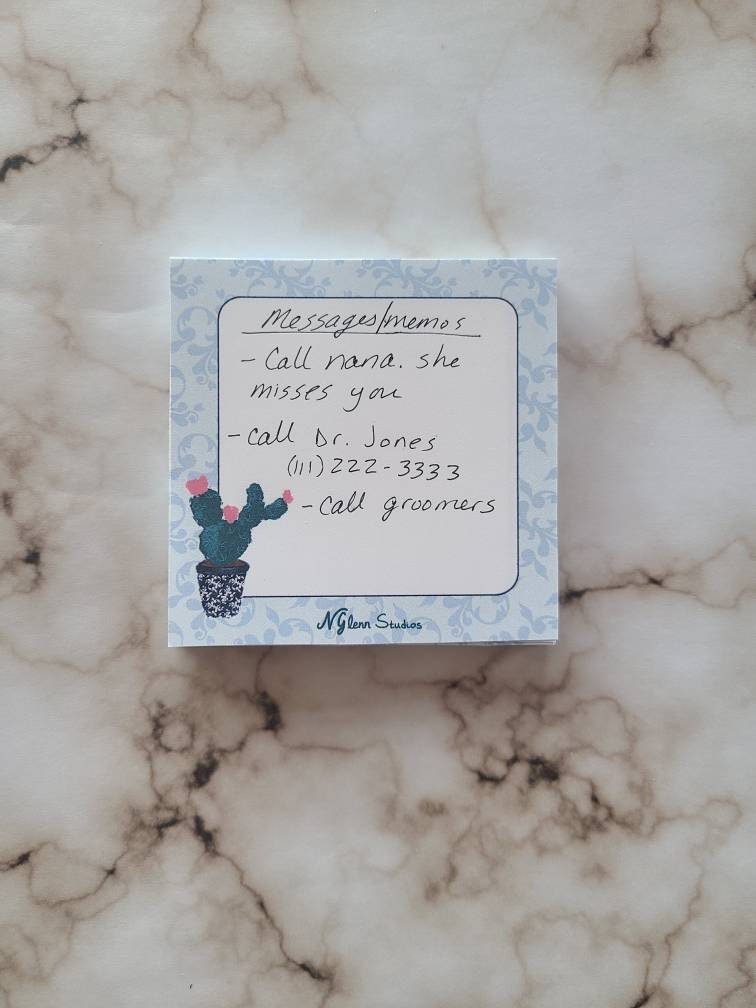 Messages/memos
- Call nana. she
misses you
- call Dr. Jones
(111) 222-3333
- call groomers
NGlenn Studios